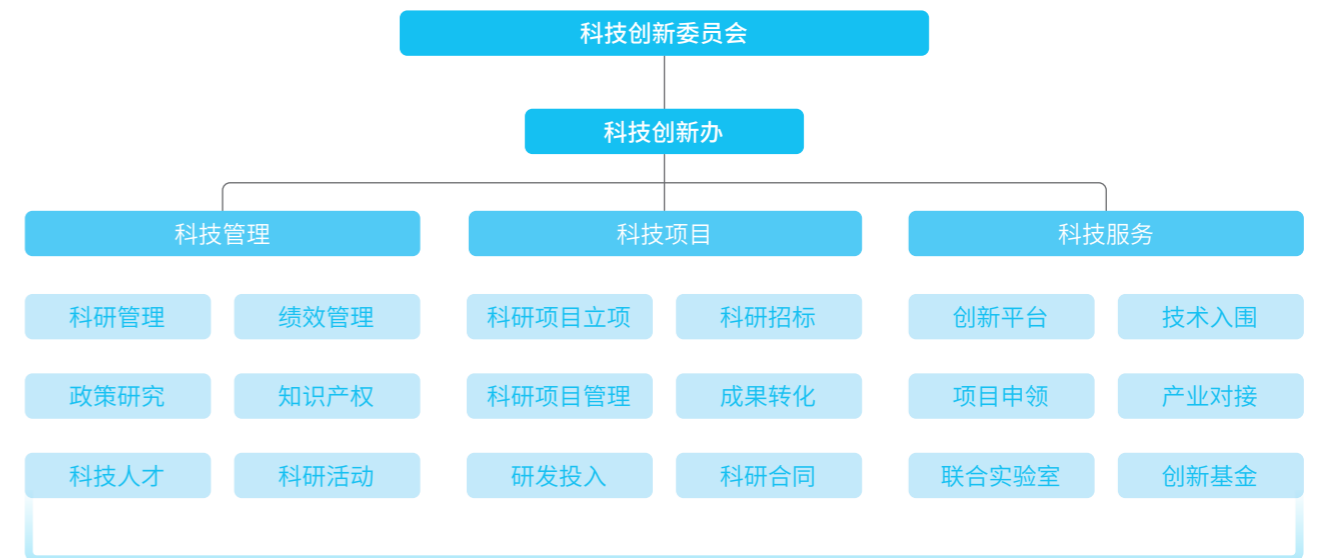 科技创新委员会
科技创新办
科技管理 科技项目 科技服务
科研管理 绩效管理 科研项目立项 科研招标 创新平台 技术入围
政策研究 知识产权 科研项目管理 成果转化 项目申领 产业对接
科技人才 科研活动 研发投入 科研合同 联合实验室 创新基金